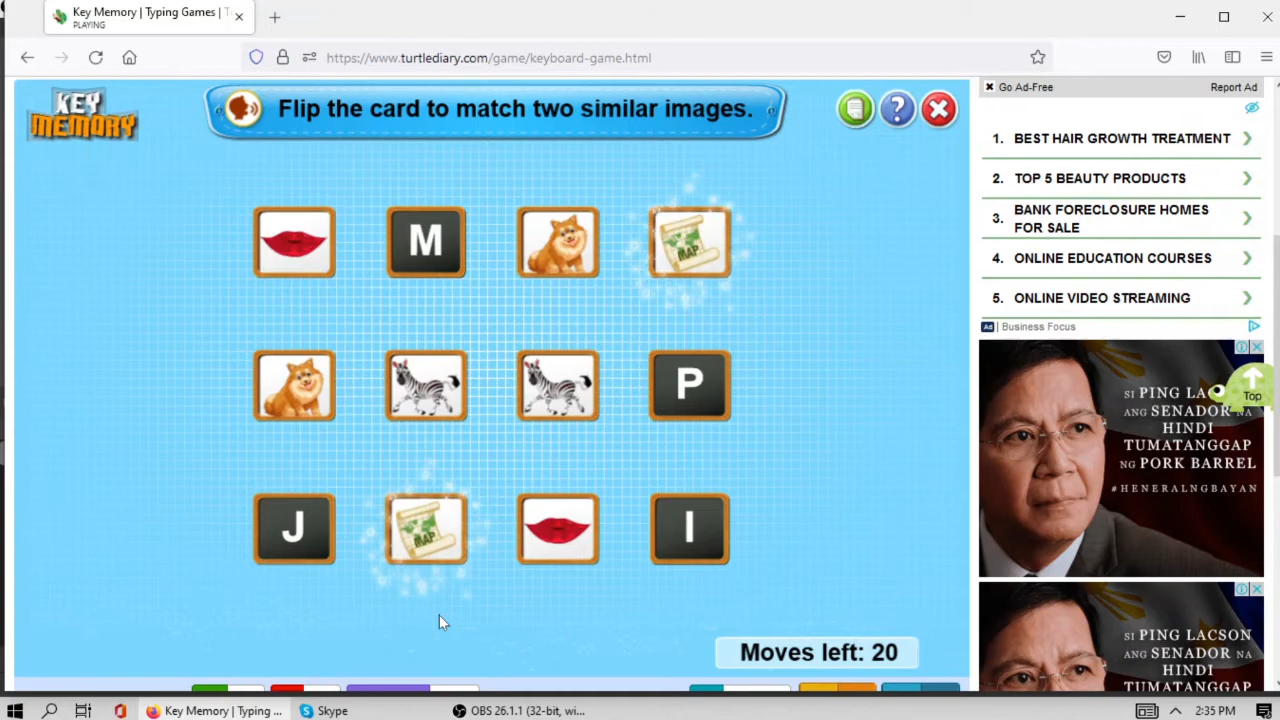 Key Memory | Typing Games | T
PLAYING
https://www.turtlediary.com/game/keyboard-game.html
KEY
MEMORY
Flip the card to match two similar images.
M
MAP
P
J
MAP
I
Moves left: 20
Go Ad-Free
Report Ad
1. BEST HAIR GROWTH TREATMENT
2. TOP 5 BEAUTY PRODUCTS
3. BANK FORECLOSURE HOMES
FOR SALE
4. ONLINE EDUCATION COURSES
5. ONLINE VIDEO STREAMING
Ad | Business Focus
SI PING LAC
ANG SENADOR NA
HINDI
TUMATANGGAP
NG PORK BARREL
#HENERALNGBAYAN
Top
SI PING LACSON
ANG SENADOR NA
HINDI
TUMATANGGAP
Key Memory | Typing ...
Skype
OBS 26.1.1 (32-bit, wi...
2:35 PM